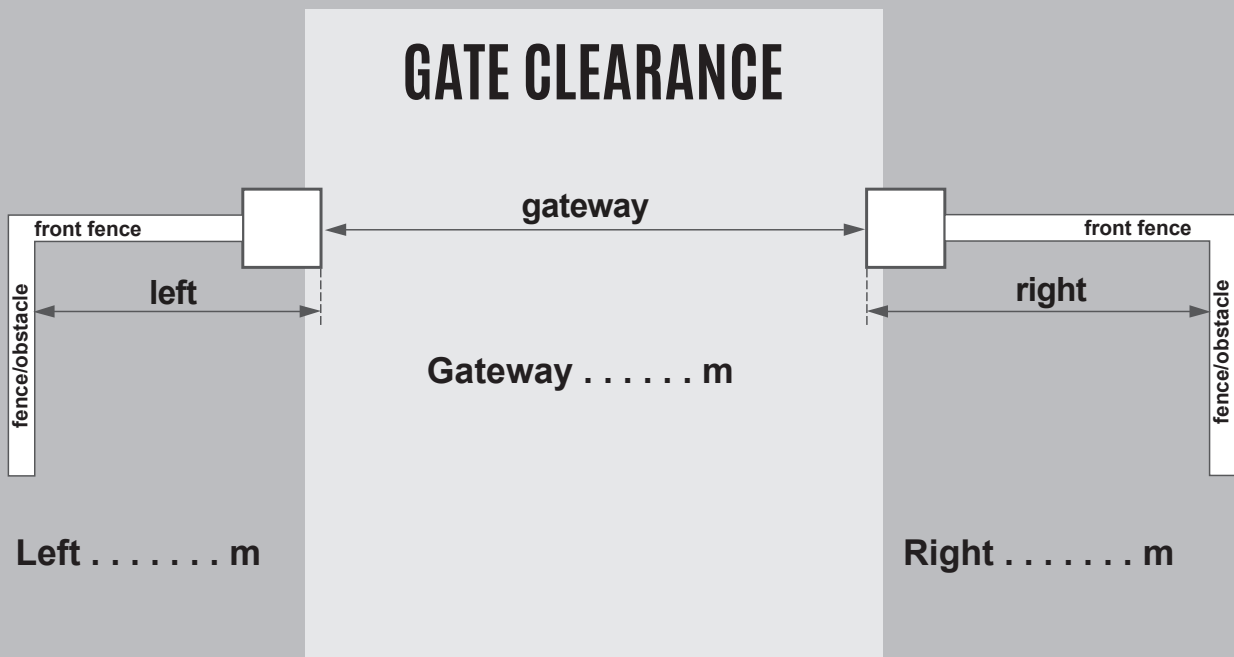 GATE CLEARANCE
gateway
front fence
front fence
left
right
fence/obstacle
fence/obstacle
Gateway . . . . . . m
Left . . . . . . . m
Right . . . . . . . m